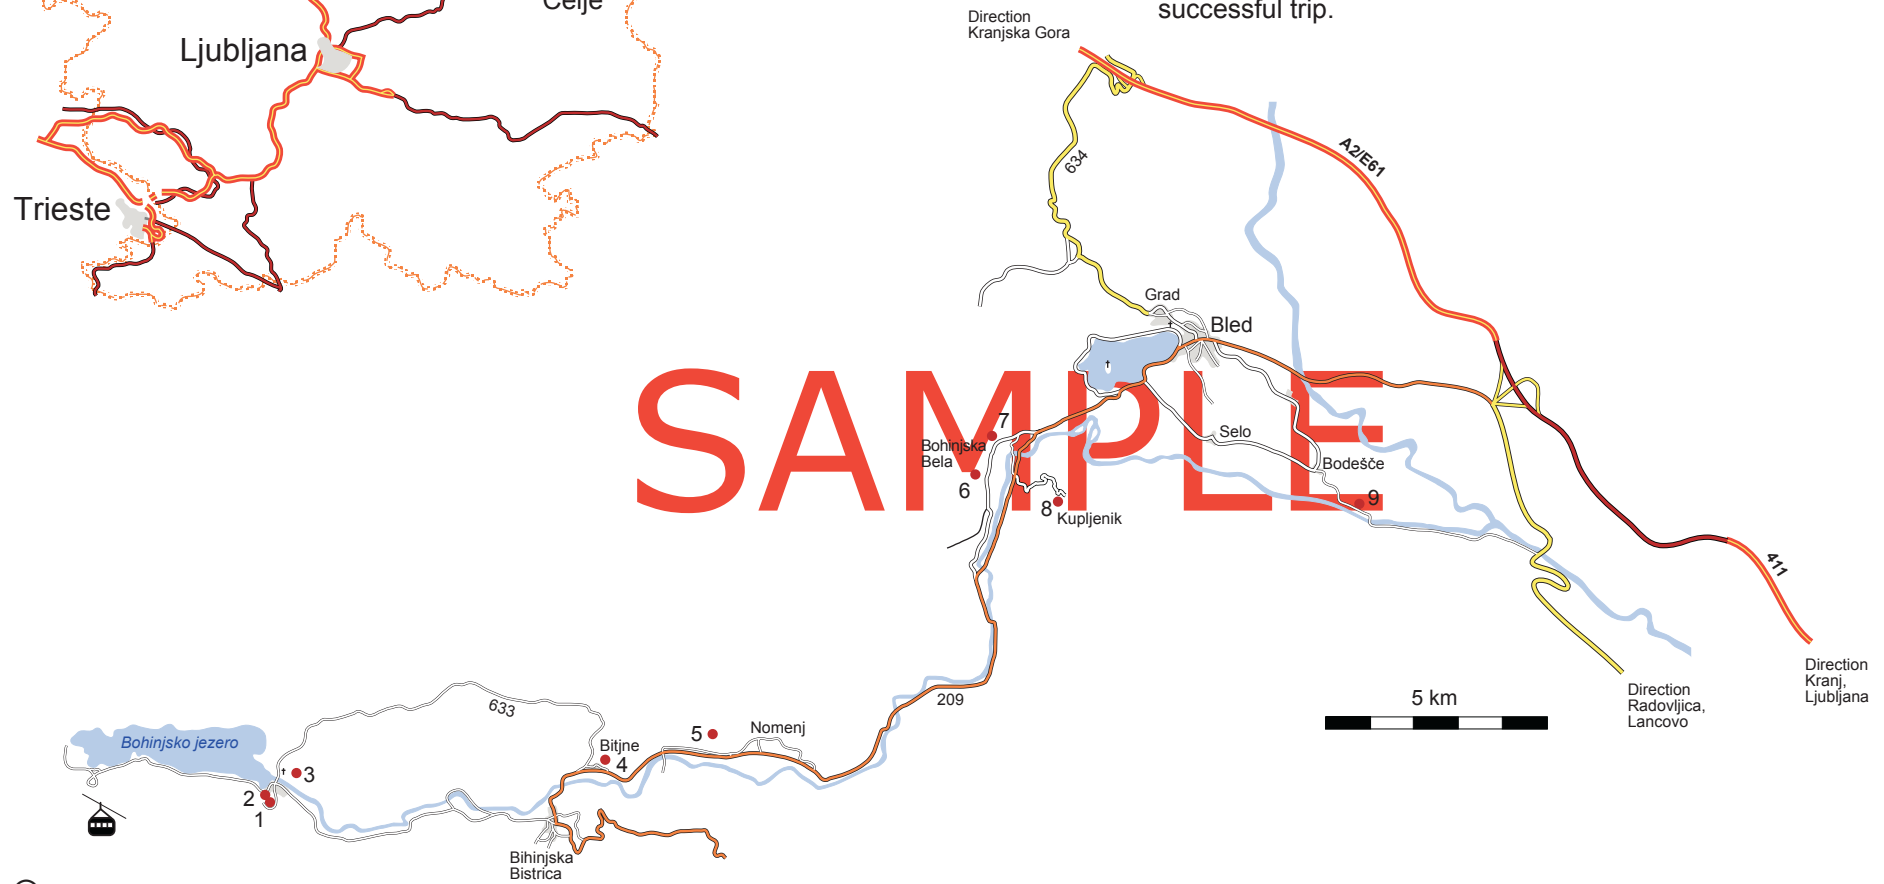 Celje
successful trip.
Direction
Kranjska Gora
Ljubljana
A2/E61
634
Trieste
Grad
Bled
SAMPLE
7
Bohinjska
Bela
Selo
Bodešče
6
8
Kupljenik
9
411
Direction
Kranj,
Ljubljana
Direction
Radovljica,
Lancovo
5 km
209
633
Nomenj
5
Bitjne
4
Bohinjsko jezero
3
2
1
Bihinjska
Bistrica